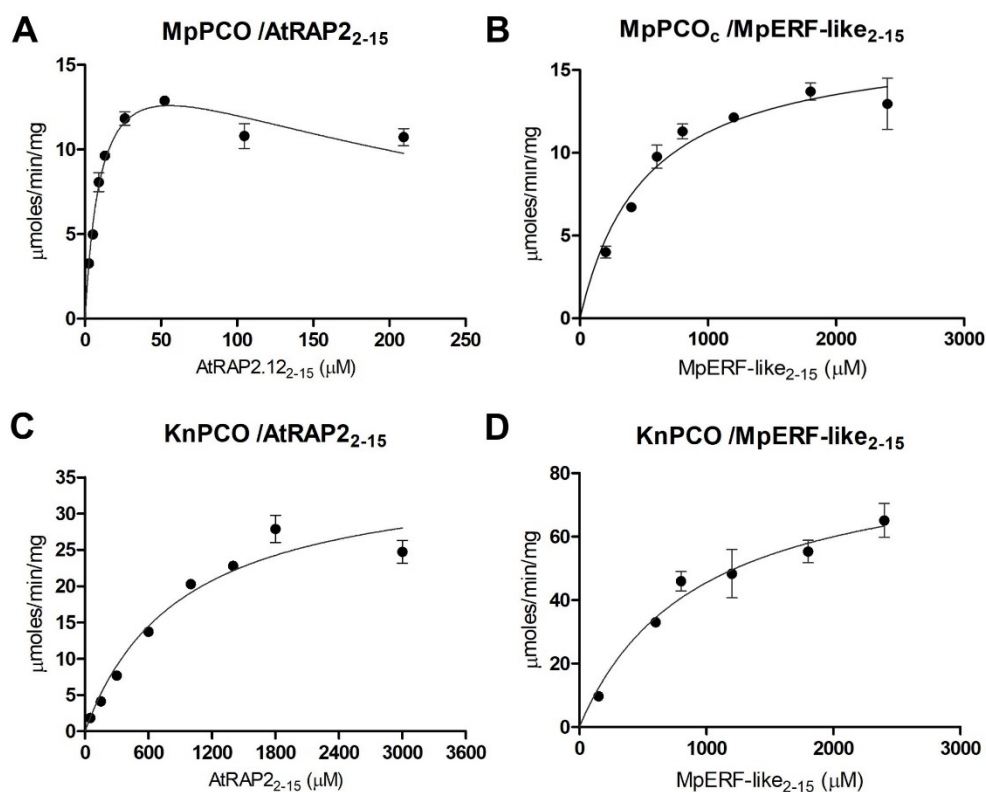 A
MpPCO /AtRAP2₂₋₁₅
μmoles/min/mg
15
10
5
0
0 50 100 150 200 250
AtRAP2.12₂₋₁₅ (μM)
B
MpPCO_c /MpERF-like₂₋₁₅
μmoles/min/mg
15
10
5
0
0 1000 2000 3000
MpERF-like₂₋₁₅ (μM)
C
KnPCO /AtRAP2₂₋₁₅
μmoles/min/mg
35
30
25
20
15
10
5
0
0 600 1200 1800 2400 3000 3600
AtRAP2₂₋₁₅ (μM)
D
KnPCO /MpERF-like₂₋₁₅
μmoles/min/mg
80
60
40
20
0
0 1000 2000 3000
MpERF-like₂₋₁₅ (μM)